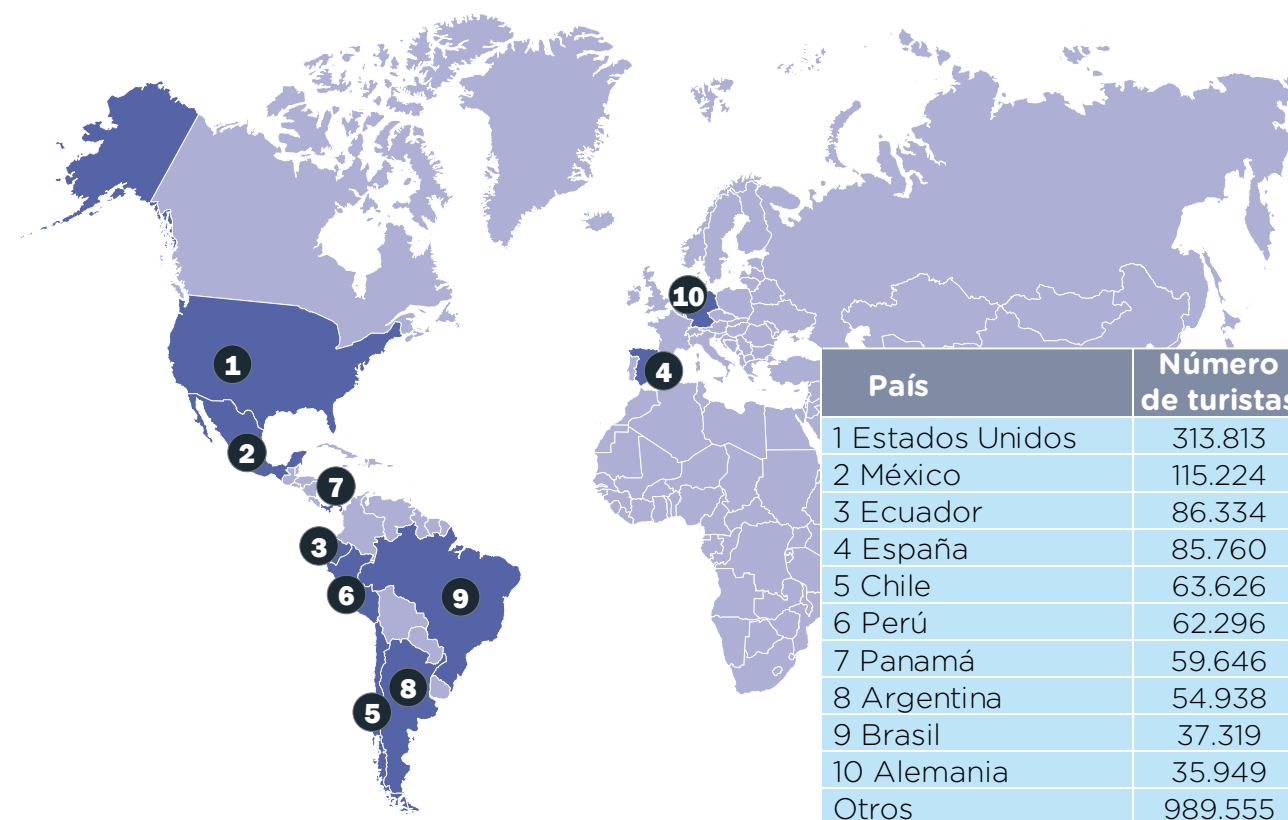 10
1
4
2
7
3
6
9
8
5
País Número
de turistas
1 Estados Unidos 313.813
2 México 115.224
3 Ecuador 86.334
4 España 85.760
5 Chile 63.626
6 Perú 62.296
7 Panamá 59.646
8 Argentina 54.938
9 Brasil 37.319
10 Alemania 35.949
Otros 989.555